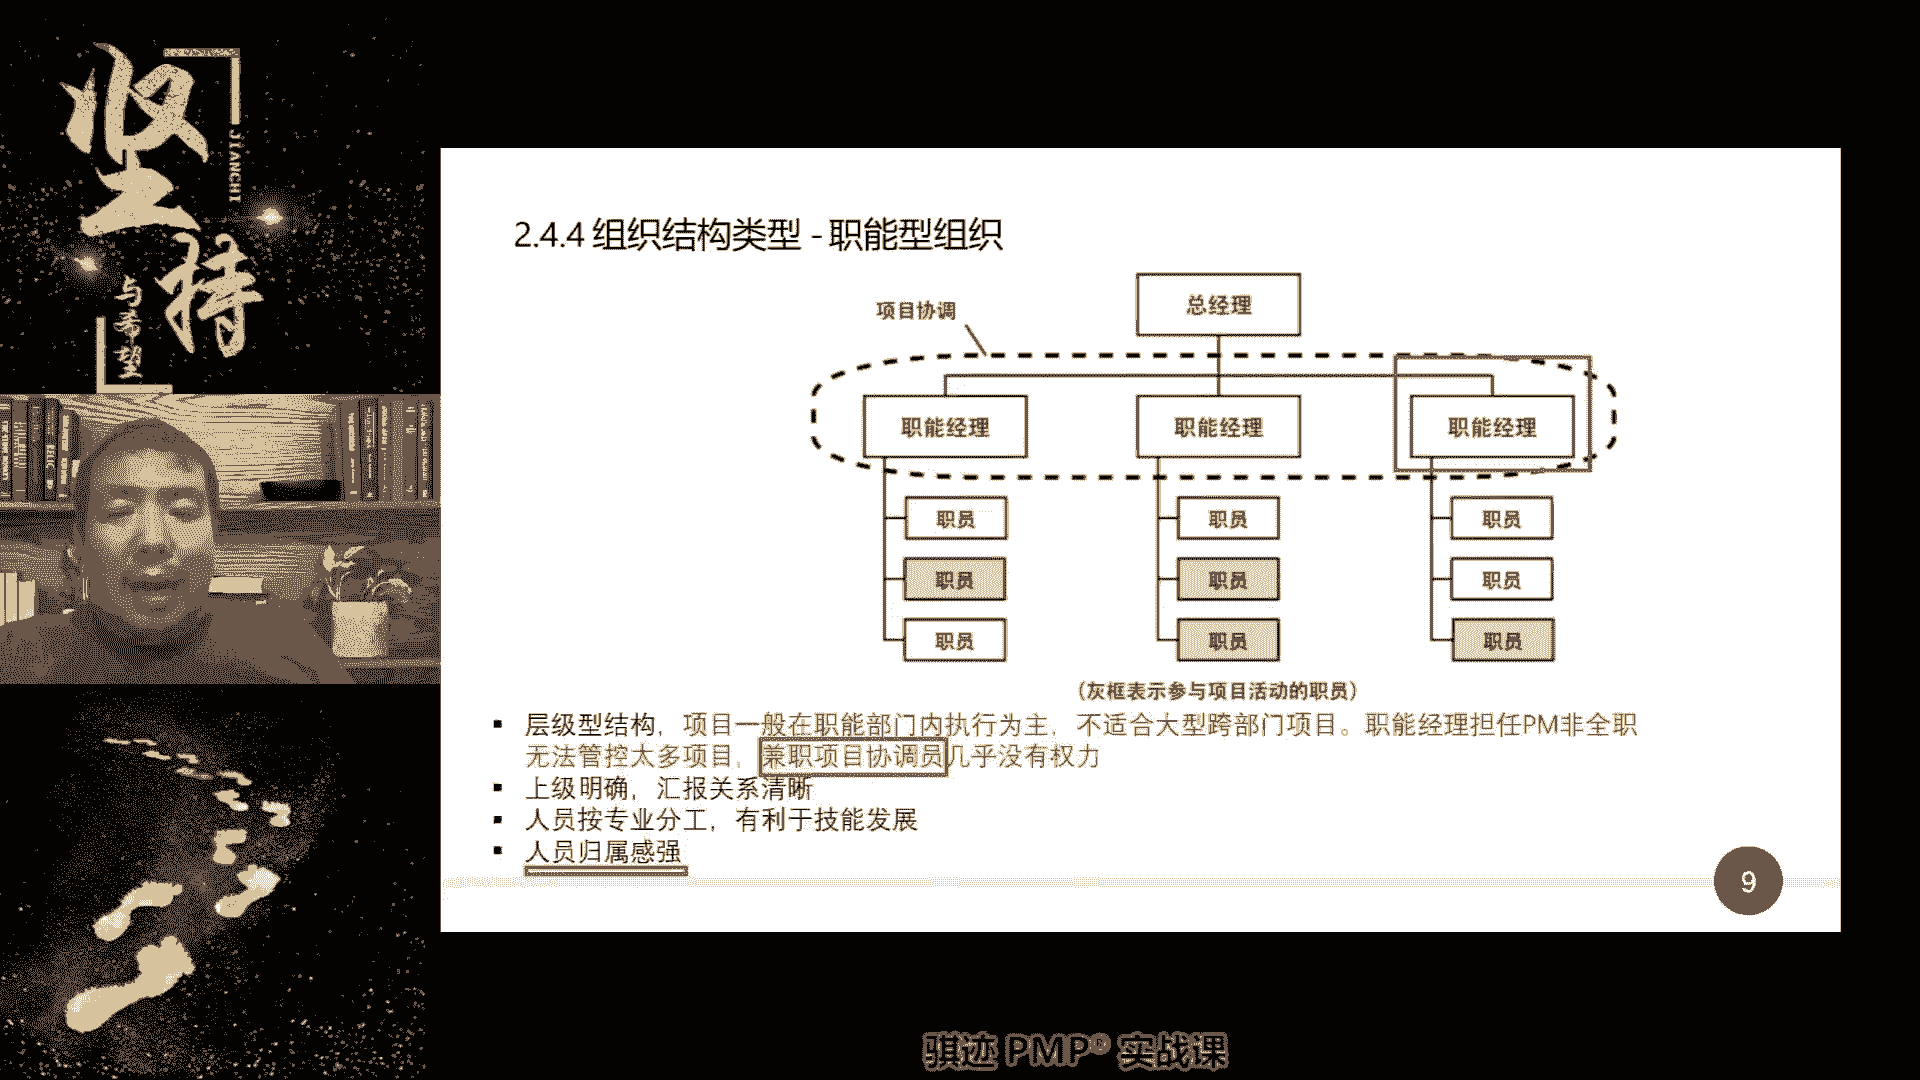 坚持
JIANCHI
与希望
2.4.4 组织结构类型 - 职能型组织
项目协调
总经理
职能经理 职能经理 职能经理
职员 职员 职员
职员 职员 职员
职员 职员 职员
（灰框表示参与项目活动的职员）
▪ 层级型结构，项目一般在职能部门内执行为主，不适合大型跨部门项目。职能经理担任PM非全职
无法管控太多项目，兼职项目协调员几乎没有权力
▪ 上级明确，汇报关系清晰
▪ 人员按专业分工，有利于技能发展
▪ 人员归属感强
9
骐迹 PMP® 实战课